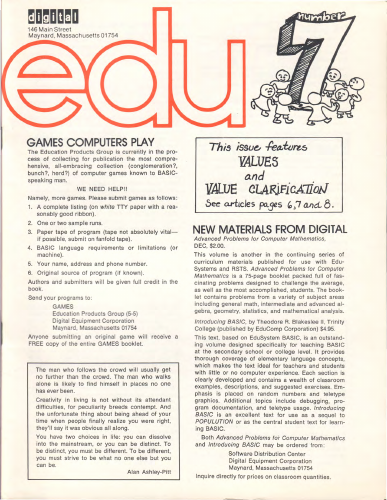 digital
146 Main Street
Maynard, Massachusetts 01754
edu
number
7
GAMES COMPUTERS PLAY
The Education Products Group is currently in the pro-
cess of collecting for publication the most compre-
hensive, all-embracing collection (conglomeration?,
bunch?, herd?) of computer games known to BASIC-
speaking man.
WE NEED HELP!!
Namely, more games. Please submit games as follows:
1. A complete listing (on white TTY paper with a rea-
sonably good ribbon).
2. One or two sample runs.
3. Paper tape of program (tape not absolutely vital—
if possible, submit on fanfold tape).
4. BASIC language requirements or limitations (or
machine).
5. Your name, address and phone number.
6. Original source of program (if known).
Authors and submitters will be given full credit in the
book.
Send your programs to:
GAMES
Education Products Group (5-5)
Digital Equipment Corporation
Maynard, Massachusetts 01754
Anyone submitting an original game will receive a
FREE copy of the entire GAMES booklet.
The man who follows the crowd will usually get
no further than the crowd. The man who walks
alone is likely to find himself in places no one
has ever been.
Creativity in living is not without its attendant
difficulties, for peculiarity breeds contempt. And
the unfortunate thing about being ahead of your
time when people finally realize you were right,
they'll say it was obvious all along.
You have two choices in life: you can dissolve
into the mainstream, or you can be distinct. To
be distinct, you must be different. To be different,
you must strive to be what no one else but you
can be.
Alan Ashley-Pitt
This issue features
VALUES
and
VALUE CLARIFICATION
See articles pages 6, 7 and 8.
NEW MATERIALS FROM DIGITAL
Advanced Problems for Computer Mathematics,
DEC, $2.00.
This volume is another in the continuing series of
curriculum materials published for use with Edu-
Systems and RSTS. Advanced Problems for Computer
Mathematics is a 75-page booklet packed full of fas-
cinating problems designed to challenge the average,
as well as the most accomplished, students. The book-
let contains problems from a variety of subject areas
including general math, intermediate and advanced al-
gebra, geometry, statistics, and mathematical analysis.
Introducing BASIC, by Theodore R. Blakeslee II, Trinity
College (published by EduComp Corporation) $4.95.
This text, based on EduSystem BASIC, is an outstand-
ing volume designed specifically for teaching BASIC
at the secondary school or college level. It provides
thorough coverage of elementary language concepts,
which makes the text ideal for teachers and students
with little or no computer experience. Each section is
clearly developed and contains a wealth of classroom
examples, descriptions, and suggested exercises. Em-
phasis is placed on random numbers and teletype
graphics. Additional topics include debugging, pro-
gram documentation, and teletype usage. Introducing
BASIC is an excellent text for use as a sequel to
POPULUTION or as the central student text for learn-
ing BASIC.
Both Advanced Problems for Computer Mathematics
and Introducing BASIC may be ordered from:
Software Distribution Center
Digital Equipment Corporation
Maynard, Massachusetts 01754
Inquire directly for prices on classroom quantities.